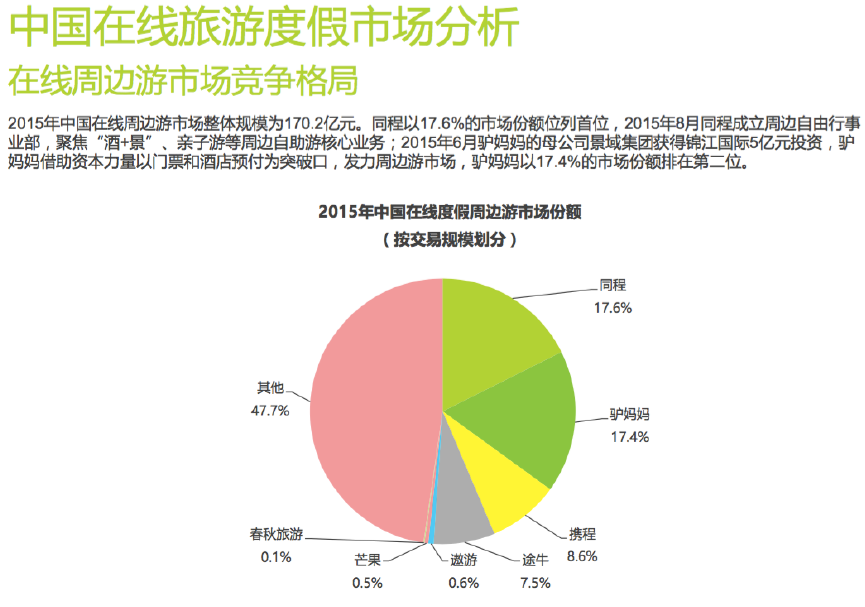 中国在线旅游度假市场分析
在线周边游市场竞争格局
2015年中国在线周边游市场整体规模为170.2亿元。同程以17.6%的市场份额位列首位，2015年8月同程成立周边自由行事
业部，聚焦“酒+景”、亲子游等周边自助游核心业务；2015年6月驴妈妈的母公司景域集团获得锦江国际5亿元投资，驴
妈妈借助资本力量以门票和酒店预付为突破口，发力周边游市场，驴妈妈以17.4%的市场份额排在第二位。
2015年中国在线度假周边游市场份额
（按交易规模划分）
同程
17.6%
驴妈妈
17.4%
携程
8.6%
途牛
7.5%
遨游
0.6%
芒果
0.5%
春秋旅游
0.1%
其他
47.7%